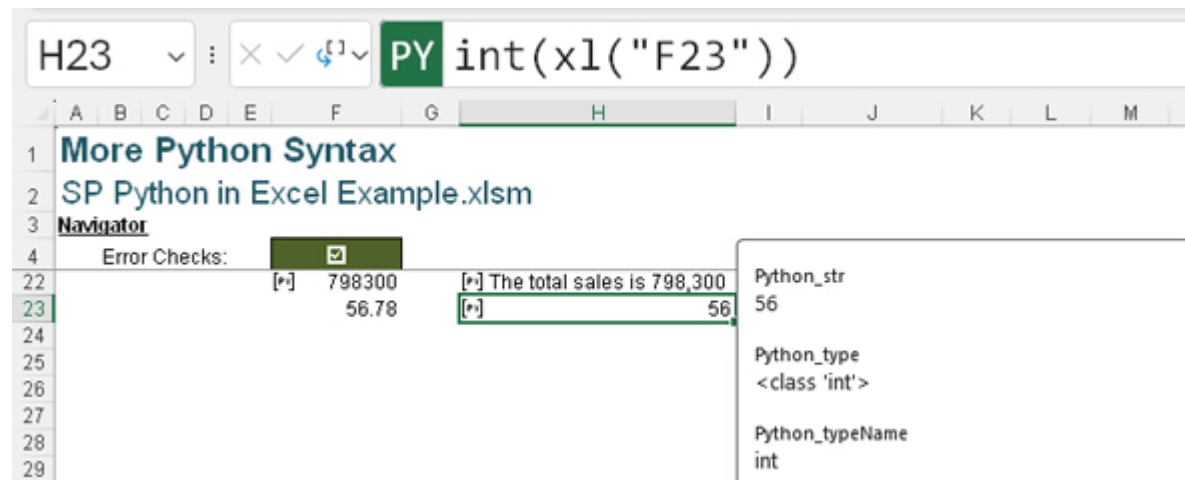 H23 PY int(xl("F23"))
A B C D E F G H I J K L M
1 More Python Syntax
2 SP Python in Excel Example.xlsm
3 Navigator
4 Error Checks:
22 798300 The total sales is 798,300
23 56.78 56
24
25
26
27
28
29
Python_str
56
Python_type
<class 'int'>
Python_typeName
int